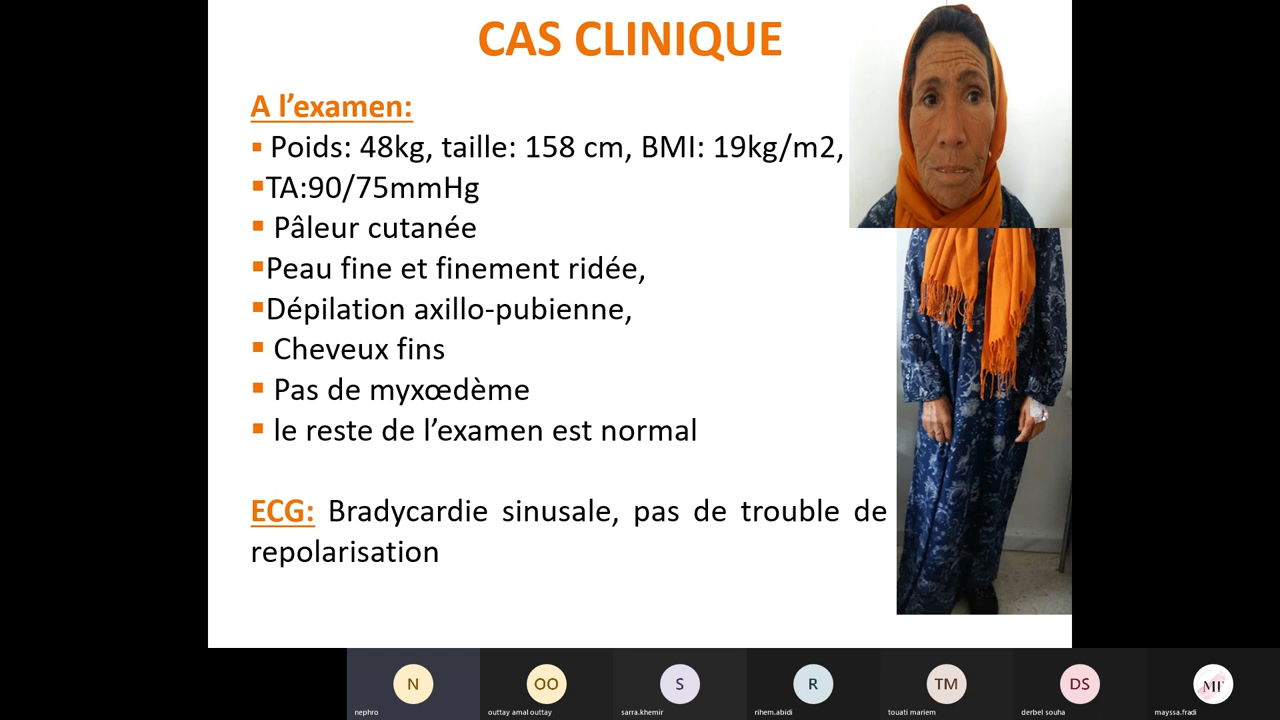 CAS CLINIQUE
A l’examen:
▪ Poids: 48kg, taille: 158 cm, BMI: 19kg/m2,
▪TA:90/75mmHg
▪ Pâleur cutanée
▪Peau fine et finement ridée,
▪Dépilation axillo-pubienne,
▪ Cheveux fins
▪ Pas de myxœdème
▪ le reste de l’examen est normal
ECG: Bradycardie sinusale, pas de trouble de
repolarisation
N OO S R TM DS MF
nephro outtay amal outtay sarra.khemir rihem.abidi touati mariem derbel souha mayssa.fradi